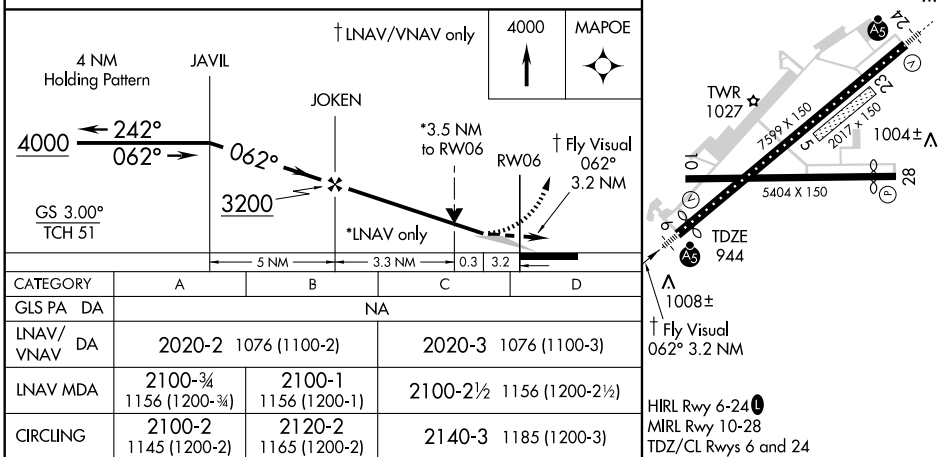 † LNAV/VNAV only
4000
MAPOE
4 NM
Holding Pattern
JAVIL
JOKEN
*3.5 NM
to RW06
RW06
† Fly Visual
062°
3.2 NM
4000
242°
062°
062°
3200
GS 3.00°
TCH 51
*LNAV only
5 NM
3.3 NM
0.3
3.2
CATEGORY A B C D
GLS PA DA NA
LNAV/VNAV DA 2020-2 1076 (1100-2) 2020-3 1076 (1100-3)
LNAV MDA 2100-¾ 2100-1 2100-2½ 1156 (1200-2½)
1156 (1200-¾) 1156 (1200-1)
CIRCLING 2100-2 2120-2 2140-3 1185 (1200-3)
1145 (1200-2) 1165 (1200-2)
24
A5
V
TWR
1027
7599 X 150
23
2017 x 150
5
1004±
10
28
5404 X 150
V
P
6
TDZE
944
A5
1008±
† Fly Visual
062° 3.2 NM
HIRL Rwy 6-24 L
MIRL Rwy 10-28
TDZ/CL Rwys 6 and 24